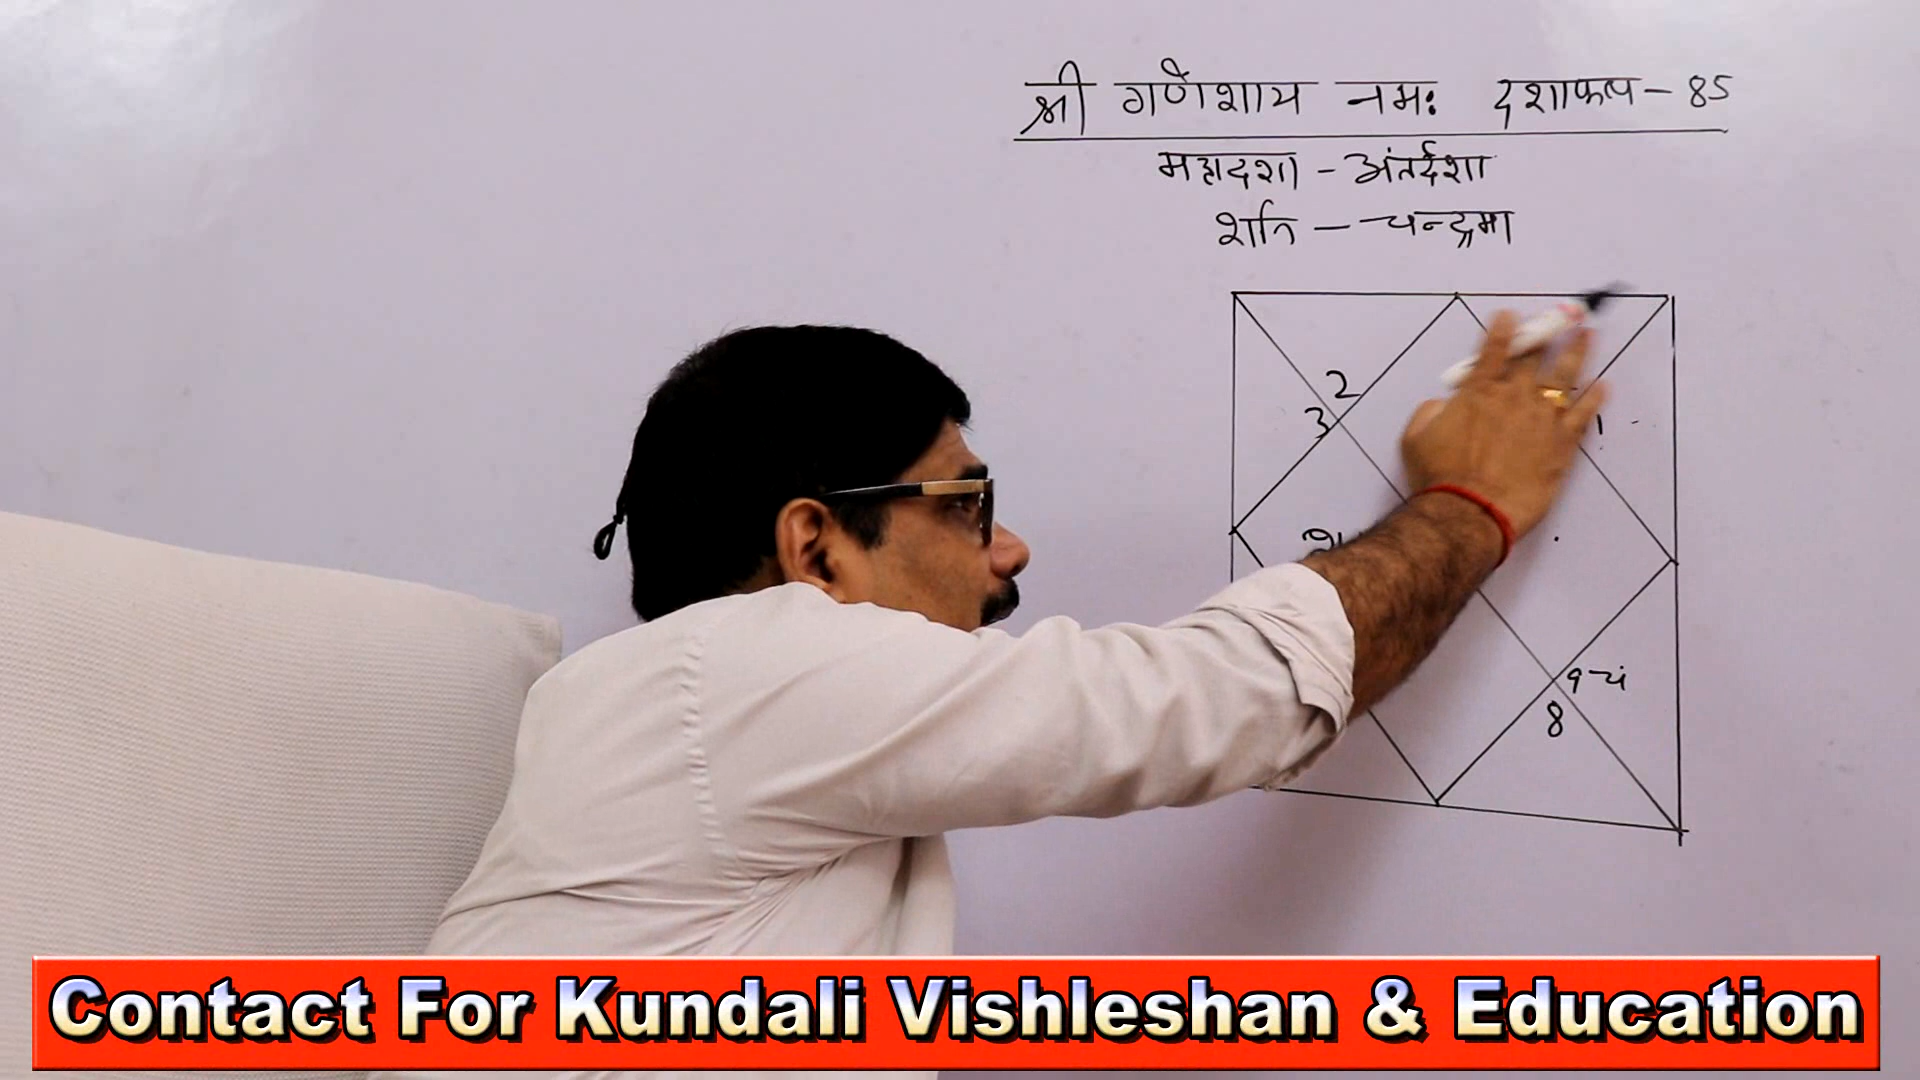 श्री गणेशाय नमः दशाफल - 85
महादशा - अंतर्दशा
शनि - चन्द्रमा
2
3
1
9 चं
8
Contact For Kundali Vishleshan & Education